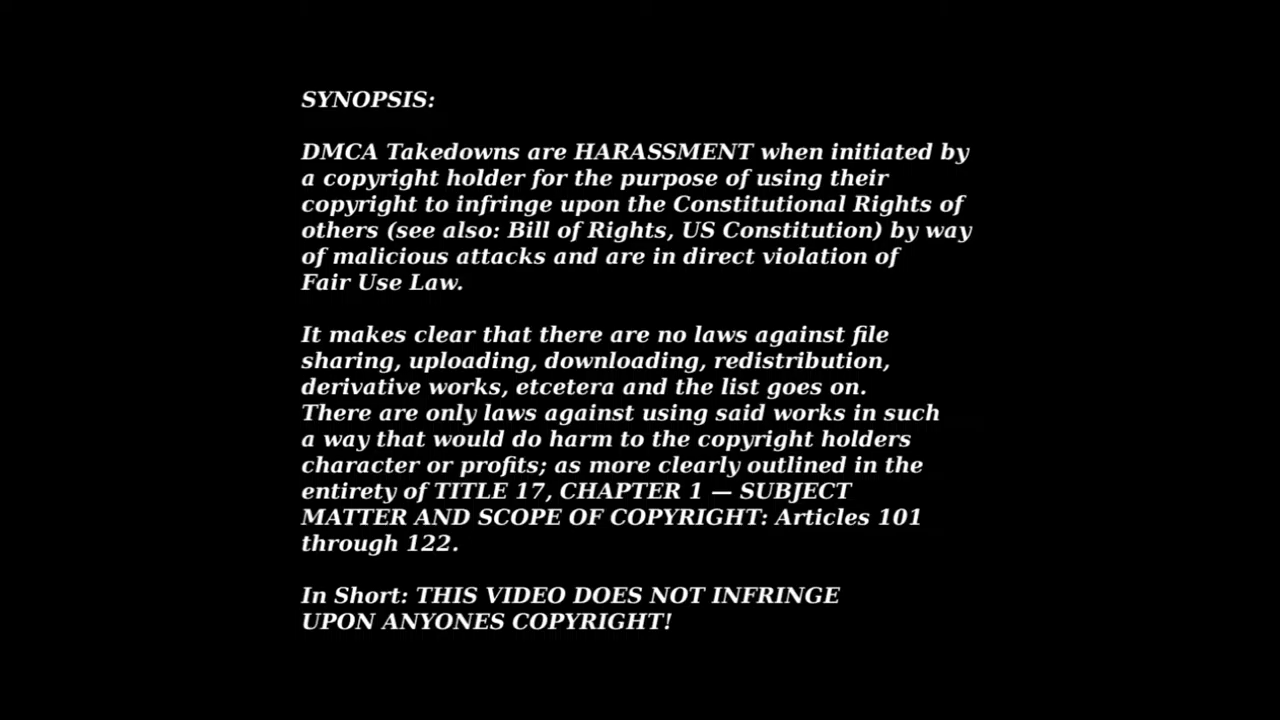 SYNOPSIS:
DMCA Takedowns are HARASSMENT when initiated by
a copyright holder for the purpose of using their
copyright to infringe upon the Constitutional Rights of
others (see also: Bill of Rights, US Constitution) by way
of malicious attacks and are in direct violation of
Fair Use Law.
It makes clear that there are no laws against file
sharing, uploading, downloading, redistribution,
derivative works, etcetera and the list goes on.
There are only laws against using said works in such
a way that would do harm to the copyright holders
character or profits; as more clearly outlined in the
entirety of TITLE 17, CHAPTER 1 — SUBJECT
MATTER AND SCOPE OF COPYRIGHT: Articles 101
through 122.
In Short: THIS VIDEO DOES NOT INFRINGE
UPON ANYONES COPYRIGHT!